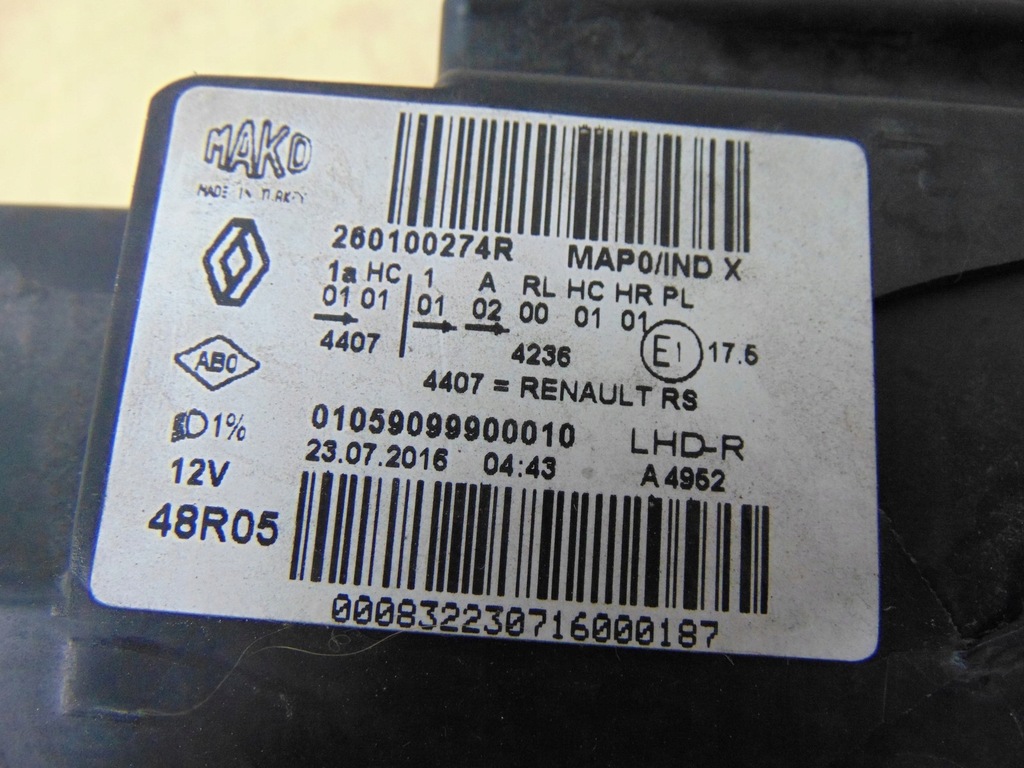 MAKO
MADE IN TURKEY
260100274R MAP0/IND X
1a HC 1 A RL HC HR PL
01 01 01 02 00 01 01
4407 4236 E1 17.5
4407 = RENAULT RS
AB0
1%
01059099900010 LHD-R
23.07.2016 04:43 A 4952
12V
48R05
000832230716000187